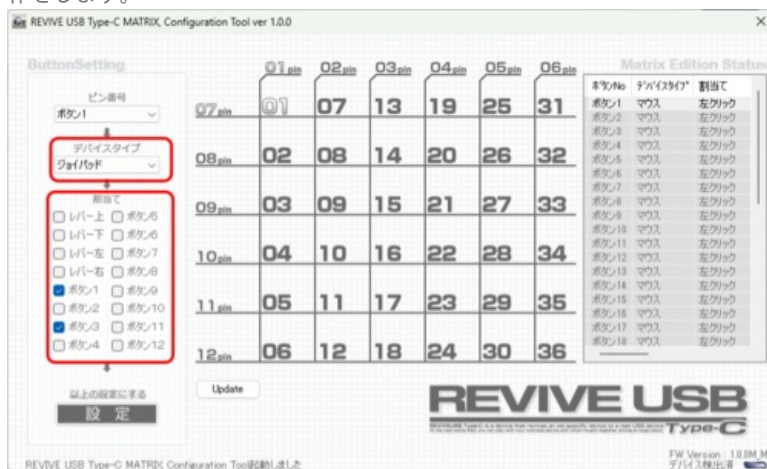 作をします。
REVIVE USB Type-C MATRIX, Configuration Tool ver 1.0.0
ButtonSetting
ピン番号
ボタン1
デバイスタイプ
ジョイパッド
割当て
レバー上 ボタン5
レバー下 ボタン6
レバー左 ボタン7
レバー右 ボタン8
ボタン1 ボタン9
ボタン2 ボタン10
ボタン3 ボタン11
ボタン4 ボタン12
以上の設定にする
設 定
01pin 02pin 03pin 04pin 05pin 06pin
07pin 01 07 13 19 25 31
08pin 02 08 14 20 26 32
09pin 03 09 15 21 27 33
10pin 04 10 16 22 28 34
11pin 05 11 17 23 29 35
12pin 06 12 18 24 30 36
Update
Matrix Edition Status
ボタンNo デバイスタイプ 割当て
ボタン1 マウス 左クリック
ボタン2 マウス 左クリック
ボタン3 マウス 左クリック
ボタン4 マウス 左クリック
ボタン5 マウス 左クリック
ボタン6 マウス 左クリック
ボタン7 マウス 左クリック
ボタン8 マウス 左クリック
ボタン9 マウス 左クリック
ボタン10 マウス 左クリック
ボタン11 マウス 左クリック
ボタン12 マウス 左クリック
ボタン13 マウス 左クリック
ボタン14 マウス 左クリック
ボタン15 マウス 左クリック
ボタン16 マウス 左クリック
ボタン17 マウス 左クリック
ボタン18 マウス 左クリック
REVIVE USB
Type-C
FW Version : 1.0.0M_M
デバイス検出済
REVIVE USB Type-C MATRIX Configuration Tool起動しました